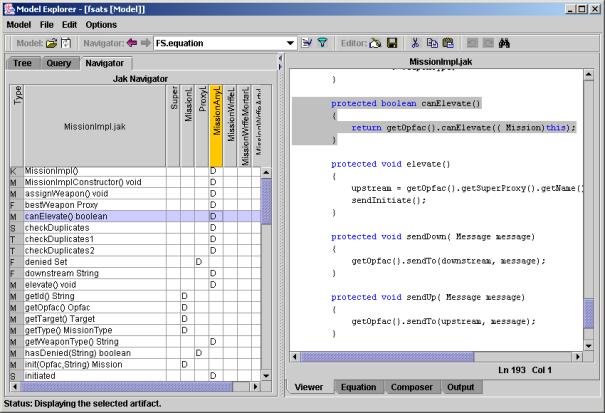 Model Explorer - [fsats [Model]]
Model File Edit Options
Model: Navigator: FS.equation Editor:
Tree Query Navigator
Jak Navigator
Type
MissionImpl.jak
Super
MissionL
ProxyL
MissionAnyL
MissionWrffeL
MissionWrffeMortarL
K MissionImpl()
D
M MissionImplConstructor() void
D
M assignWeapon() void
D
F bestWeapon Proxy
D
M canElevate() boolean
D
S checkDuplicates
D
T checkDuplicates1
D
T checkDuplicates2
D
F denied Set
D
F downstream String
D
M elevate() void
D
M getId() String
D
M getOpfac() Opfac
D
M getTarget() Target
D
M getType() MissionType
D
M getWeaponType() String
D
M hasDenied(String) boolean
D
M init(Opfac,String) Mission
D
S initiated
D
MissionImpl.jak
}
protected boolean canElevate()
{
return getOpfac().canElevate(( Mission)this);
}
protected void elevate()
{
upstream = getOpfac().getSuperProxy().getName()
sendInitiate();
}
protected void sendDown( Message message)
{
getOpfac().sendTo(downstream, message);
}
protected void sendUp( Message message)
{
getOpfac().sendTo(upstream, message);
}
Ln 193 Col 1
Viewer Equation Composer Output
Status: Displaying the selected artifact.